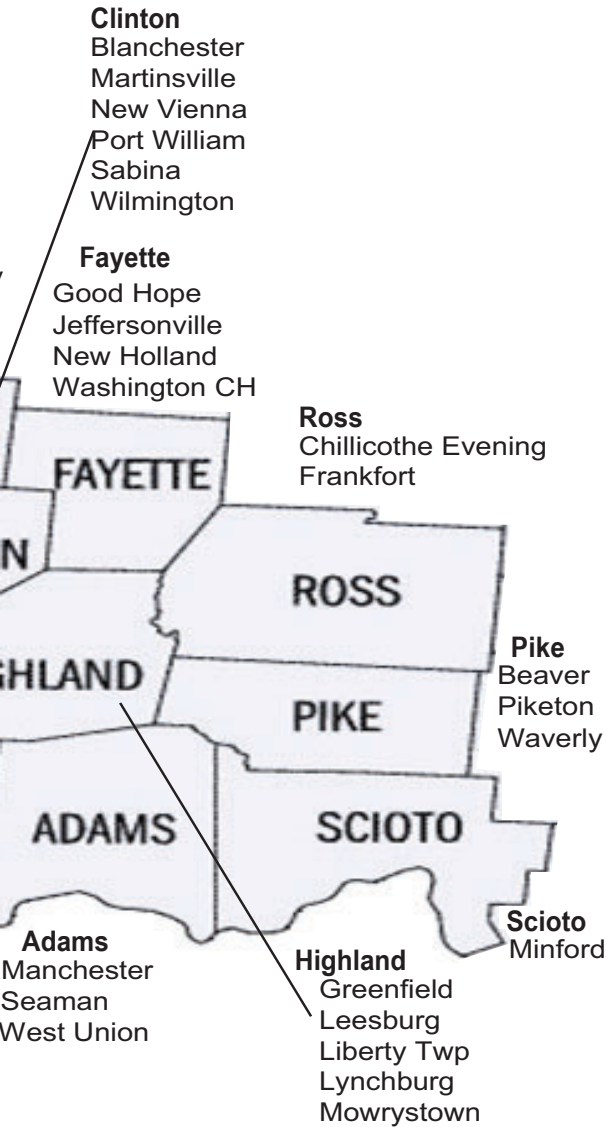 Clinton
Blanchester
Martinsville
New Vienna
Port William
Sabina
Wilmington
Fayette
Good Hope
Jeffersonville
New Holland
Washington CH
Ross
Chillicothe Evening
Frankfort
FAYETTE
N
ROSS
GHLAND
Pike
Beaver
Piketon
Waverly
PIKE
ADAMS
SCIOTO
Scioto
Minford
Adams
Manchester
Seaman
West Union
Highland
Greenfield
Leesburg
Liberty Twp
Lynchburg
Mowrystown